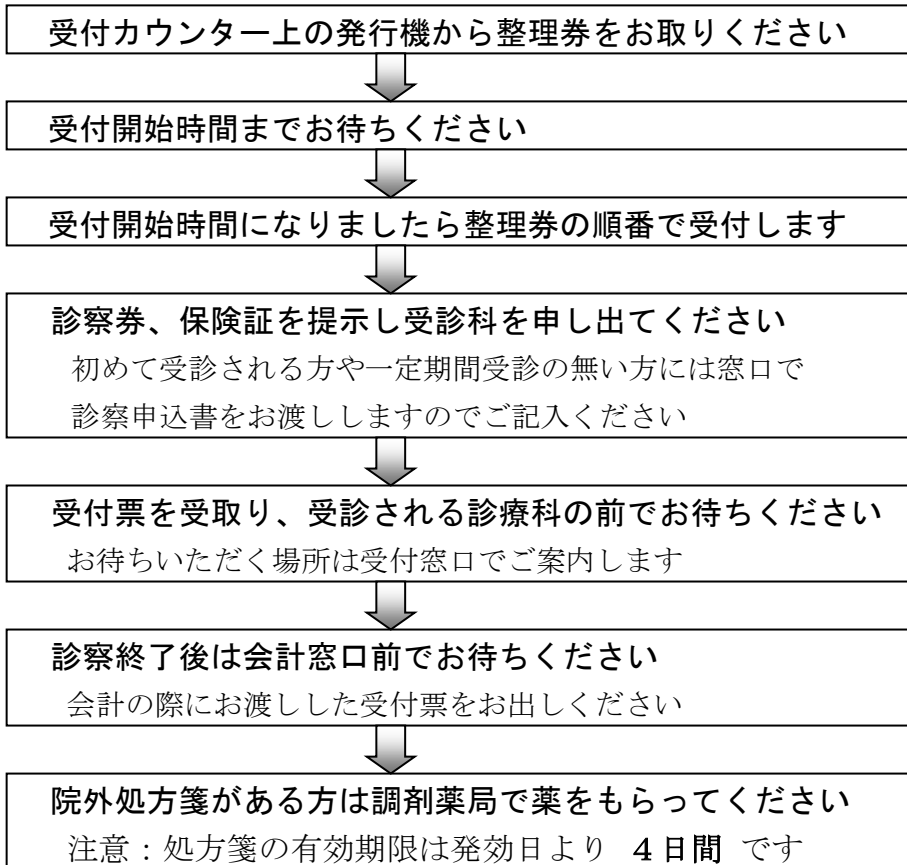 受付カウンター上の発行機から整理券をお取りください
受付開始時間までお待ちください
受付開始時間になりましたら整理券の順番で受付します
診察券、保険証を提示し受診科を申し出てください
初めて受診される方や一定期間受診の無い方には窓口で
診察申込書をお渡ししますのでご記入ください
受付票を受取り、受診される診療科の前でお待ちください
お待ちいただく場所は受付窓口でご案内します
診察終了後は会計窓口前でお待ちください
会計の際にお渡しした受付票をお出しください
院外処方箋がある方は調剤薬局で薬をもらってください
注意：処方箋の有効期限は発効日より ４日間 です